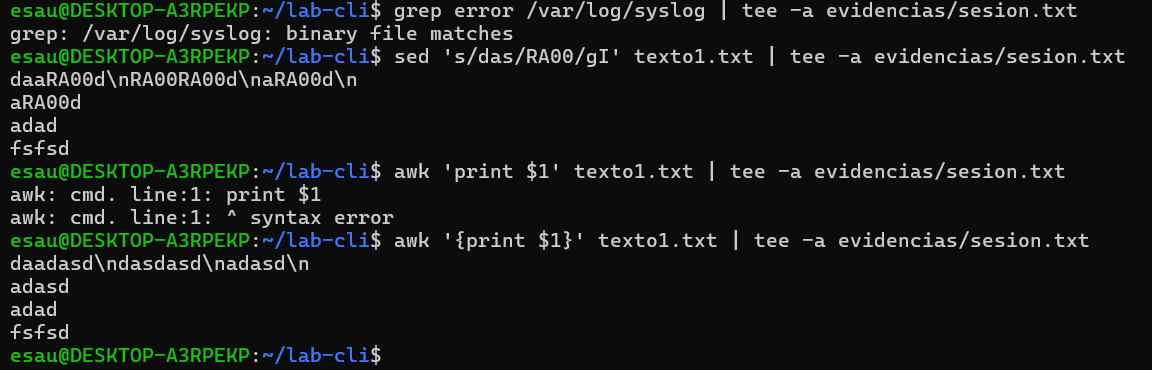 esau@DESKTOP-A3RPEKP:~/lab-cli$ grep error /var/log/syslog | tee -a evidencias/sesion.txt
grep: /var/log/syslog: binary file matches
esau@DESKTOP-A3RPEKP:~/lab-cli$ sed 's/das/RA00/gI' texto1.txt | tee -a evidencias/sesion.txt
daaRA00d\nRA00RA00d\naRA00d\n
aRA00d
adad
fsfsd
esau@DESKTOP-A3RPEKP:~/lab-cli$ awk 'print $1' texto1.txt | tee -a evidencias/sesion.txt
awk: cmd. line:1: print $1
awk: cmd. line:1: ^ syntax error
esau@DESKTOP-A3RPEKP:~/lab-cli$ awk '{print $1}' texto1.txt | tee -a evidencias/sesion.txt
daadasd\ndasdasd\nadasd\n
adasd
adad
fsfsd
esau@DESKTOP-A3RPEKP:~/lab-cli$